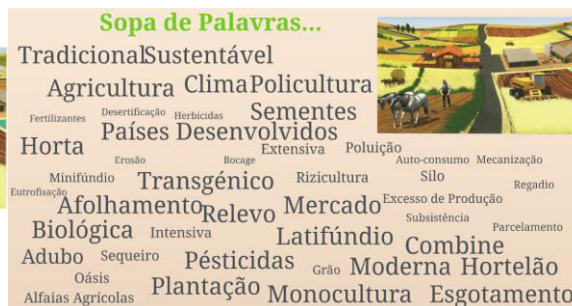 Sopa de Palavras...
Tradicional Sustentável
Agricultura Clima Policultura
Fertilizantes Desertificação Herbicidas Sementes
Horta Países Desenvolvidos
Extensiva Poluição
Erosão Bocage Auto-consumo Mecanização
Minifúndio Transgénico Rizicultura Silo
Regadio
Eutrofisação
Afolhamento Relevo Mercado Excesso de Produção
Subsistência
Biológica Intensiva Latifúndio Parcelamento
Combine
Adubo Sequeiro Pésticidas Grão Moderna Hortelão
Oásis
Alfaias Agrícolas Plantação Monocultura Esgotamento